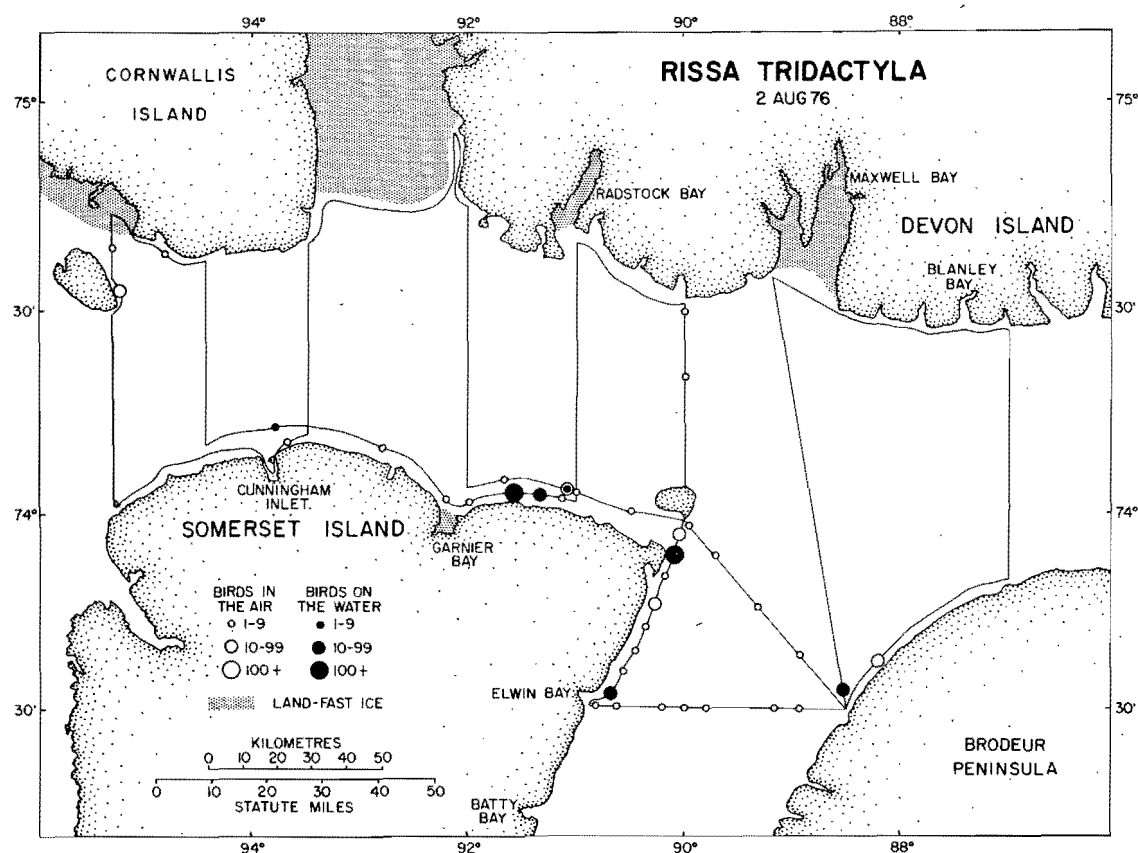 94°
92°
90°
88°
CORNWALLIS
ISLAND
RISSA TRIDACTYLA
2 AUG 76
75°
75°
RADSTOCK BAY
MAXWELL BAY
DEVON ISLAND
BLANLEY
BAY
30'
30'
CUNNINGHAM
INLET
SOMERSET ISLAND
74°
74°
GARNIER
BAY
BIRDS IN
THE AIR
BIRDS ON
THE WATER
1-9
1-9
10-99
10-99
100+
100+
LAND-FAST ICE
ELWIN BAY
30'
30'
KILOMETRES
0 10 20 30 40 50
0 10 20 30 40 50
STATUTE MILES
BRODEUR
PENINSULA
BATTY
BAY
94°
92°
90°
88°